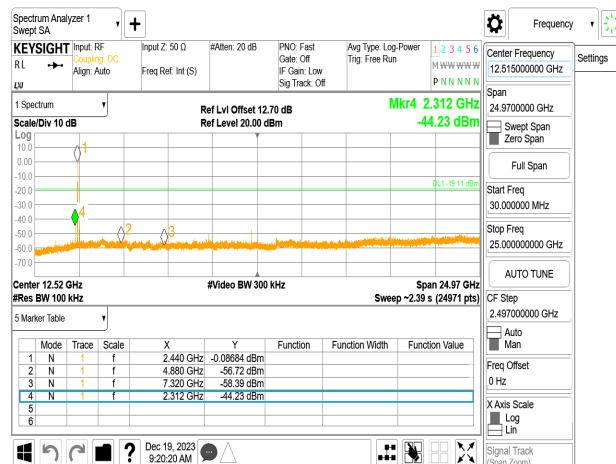 Spectrum Analyzer 1
Swept SA
Frequency
KEYSIGHT
Input: RF
Input Z: 50 Ω
#Atten: 20 dB
PNO: Fast
Avg Type: Log-Power
1 2 3 4 5 6
RL
Coupling: DC
Gate: Off
Trig: Free Run
Align: Auto
Freq Ref: Int (S)
IF Gain: Low
M W W W W W
Sig Track: Off
P N N N N N
LXI
Center Frequency
12.515000000 GHz
Settings
Span
24.9700000 GHz
Swept Span
Zero Span
Full Span
Start Freq
30.000000 MHz
Stop Freq
25.000000000 GHz
AUTO TUNE
CF Step
2.497000000 GHz
Auto
Man
Freq Offset
0 Hz
X Axis Scale
Log
Lin
Signal Track
(Span Zoom)
1 Spectrum
Ref Lvl Offset 12.70 dB
Mkr4 2.312 GHz
Scale/Div 10 dB
Ref Level 20.00 dBm
-44.23 dBm
Log
10.0
0.00
-10.0
-20.0
-30.0
-40.0
-50.0
-60.0
-70.0
1
DL1 -19.11 dBm
4
2
3
Center 12.52 GHz
#Video BW 300 kHz
Span 24.97 GHz
#Res BW 100 kHz
Sweep ~2.39 s (24971 pts)
5 Marker Table
Mode Trace Scale X Y Function Function Width Function Value
1 N 1 f 2.440 GHz -0.08684 dBm
2 N 1 f 4.880 GHz -56.72 dBm
3 N 1 f 7.320 GHz -58.39 dBm
4 N 1 f 2.312 GHz -44.23 dBm
5
6
?
Dec 19, 2023
9:20:20 AM